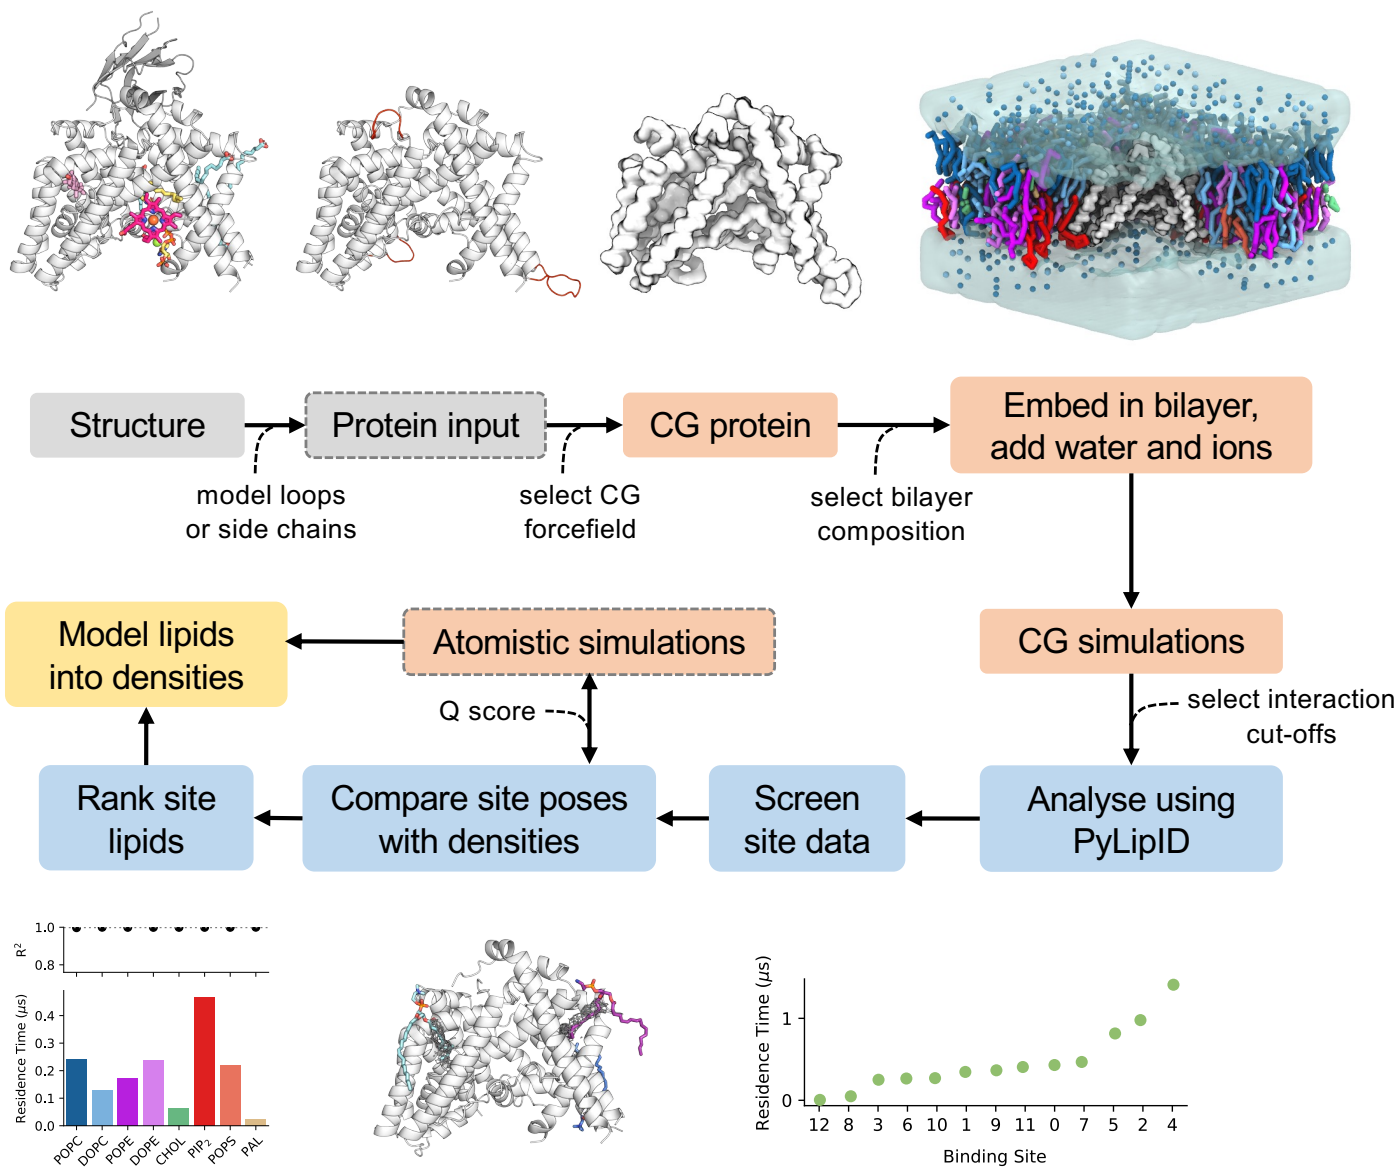 Structure
Protein input
CG protein
Embed in bilayer,
add water and ions
model loops
or side chains
select CG
forcefield
select bilayer
composition
Model lipids
into densities
Atomistic simulations
CG simulations
Q score
select interaction
cut-offs
Rank site
lipids
Compare site poses
with densities
Screen
site data
Analyse using
PyLipID
R²
1.0
0.8
Residence Time (μs)
0.4
0.3
0.2
0.1
0.0
POPC DOPC POPE DOPE CHOL PIP₂ POPS PAL
Residence Time (μs)
1
0
12 8 3 6 10 1 9 11 0 7 5 2 4
Binding Site